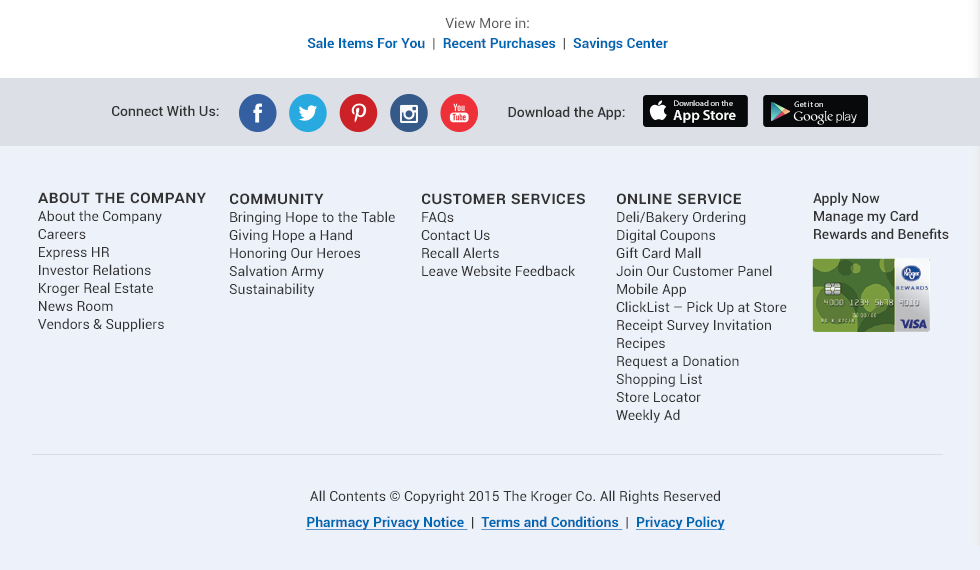 View More in:
Sale Items For You | Recent Purchases | Savings Center
Connect With Us:
You
Tube
Download the App:
Download on the
App Store
Get it on
Google play
ABOUT THE COMPANY
About the Company
Careers
Express HR
Investor Relations
Kroger Real Estate
News Room
Vendors & Suppliers
COMMUNITY
Bringing Hope to the Table
Giving Hope a Hand
Honoring Our Heroes
Salvation Army
Sustainability
CUSTOMER SERVICES
FAQs
Contact Us
Recall Alerts
Leave Website Feedback
ONLINE SERVICE
Deli/Bakery Ordering
Digital Coupons
Gift Card Mall
Join Our Customer Panel
Mobile App
ClickList – Pick Up at Store
Receipt Survey Invitation
Recipes
Request a Donation
Shopping List
Store Locator
Weekly Ad
Apply Now
Manage my Card
Rewards and Benefits
Kroger
REWARDS
4000 1234 5678 9010
VISA
All Contents © Copyright 2015 The Kroger Co. All Rights Reserved
Pharmacy Privacy Notice | Terms and Conditions | Privacy Policy